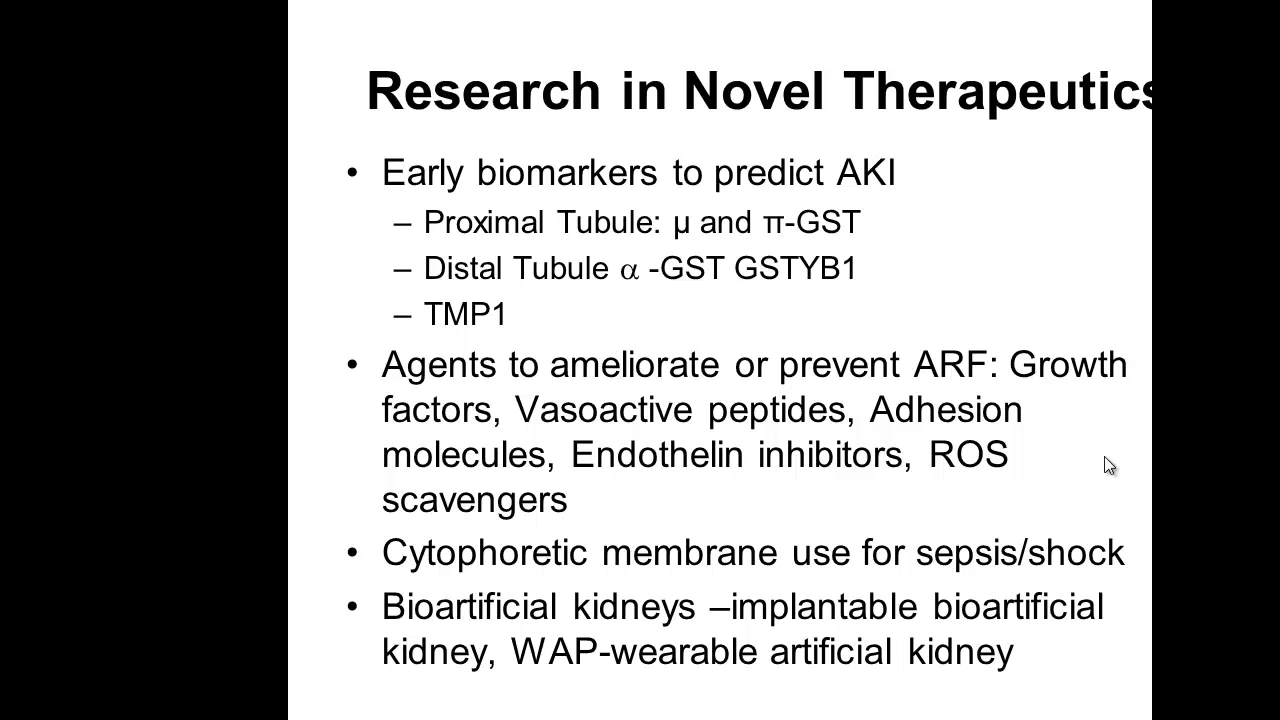 Research in Novel Therapeutics
• Early biomarkers to predict AKI
– Proximal Tubule: μ and π-GST
– Distal Tubule α -GST GSTYB1
– TMP1
• Agents to ameliorate or prevent ARF: Growth
factors, Vasoactive peptides, Adhesion
molecules, Endothelin inhibitors, ROS
scavengers
• Cytophoretic membrane use for sepsis/shock
• Bioartificial kidneys –implantable bioartificial
kidney, WAP-wearable artificial kidney